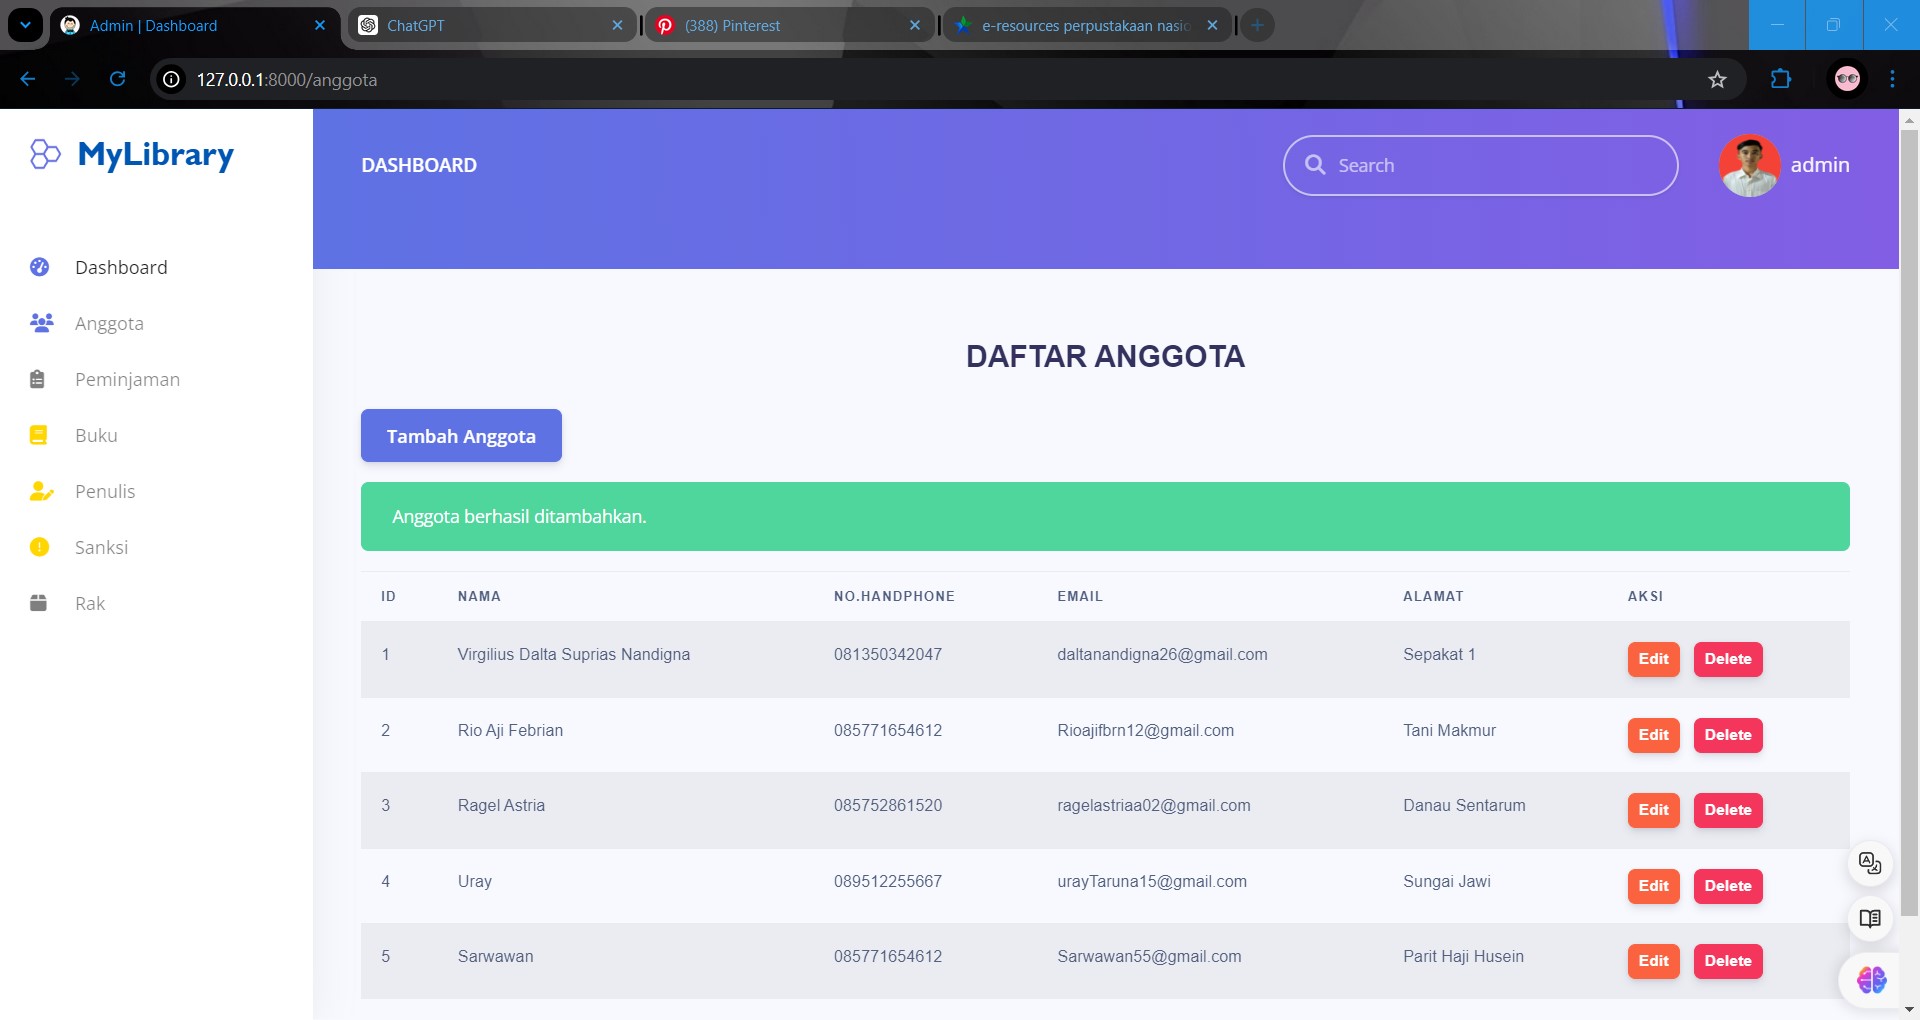 Admin | Dashboard
ChatGPT
(388) Pinterest
e-resources perpustakaan nasio
127.0.0.1:8000/anggota
MyLibrary
DASHBOARD
Search
admin
Dashboard
Anggota
Peminjaman
Buku
Penulis
Sanksi
Rak
DAFTAR ANGGOTA
Tambah Anggota
Anggota berhasil ditambahkan.
ID NAMA NO.HANDPHONE EMAIL ALAMAT AKSI
1 Virgilius Dalta Suprias Nandigna 081350342047 daltanandigna26@gmail.com Sepakat 1 Edit Delete
2 Rio Aji Febrian 085771654612 Rioajifbrn12@gmail.com Tani Makmur Edit Delete
3 Ragel Astria 085752861520 ragelastriaa02@gmail.com Danau Sentarum Edit Delete
4 Uray 089512255667 urayTaruna15@gmail.com Sungai Jawi Edit Delete
5 Sarwawan 085771654612 Sarwawan55@gmail.com Parit Haji Husein Edit Delete